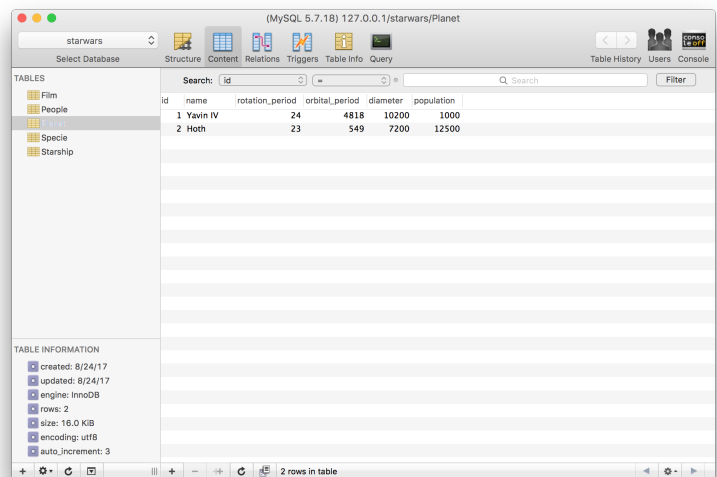 (MySQL 5.7.18) 127.0.0.1/starwars/Planet
starwars
Select Database
Structure Content Relations Triggers Table Info Query
Table History Users Console
conso
le off
TABLES
Film
People
Planet
Specie
Starship
Search: id = Search Filter
id name rotation_period orbital_period diameter population
1 Yavin IV 24 4818 10200 1000
2 Hoth 23 549 7200 12500
TABLE INFORMATION
created: 8/24/17
updated: 8/24/17
engine: InnoDB
rows: 2
size: 16.0 KiB
encoding: utf8
auto_increment: 3
2 rows in table